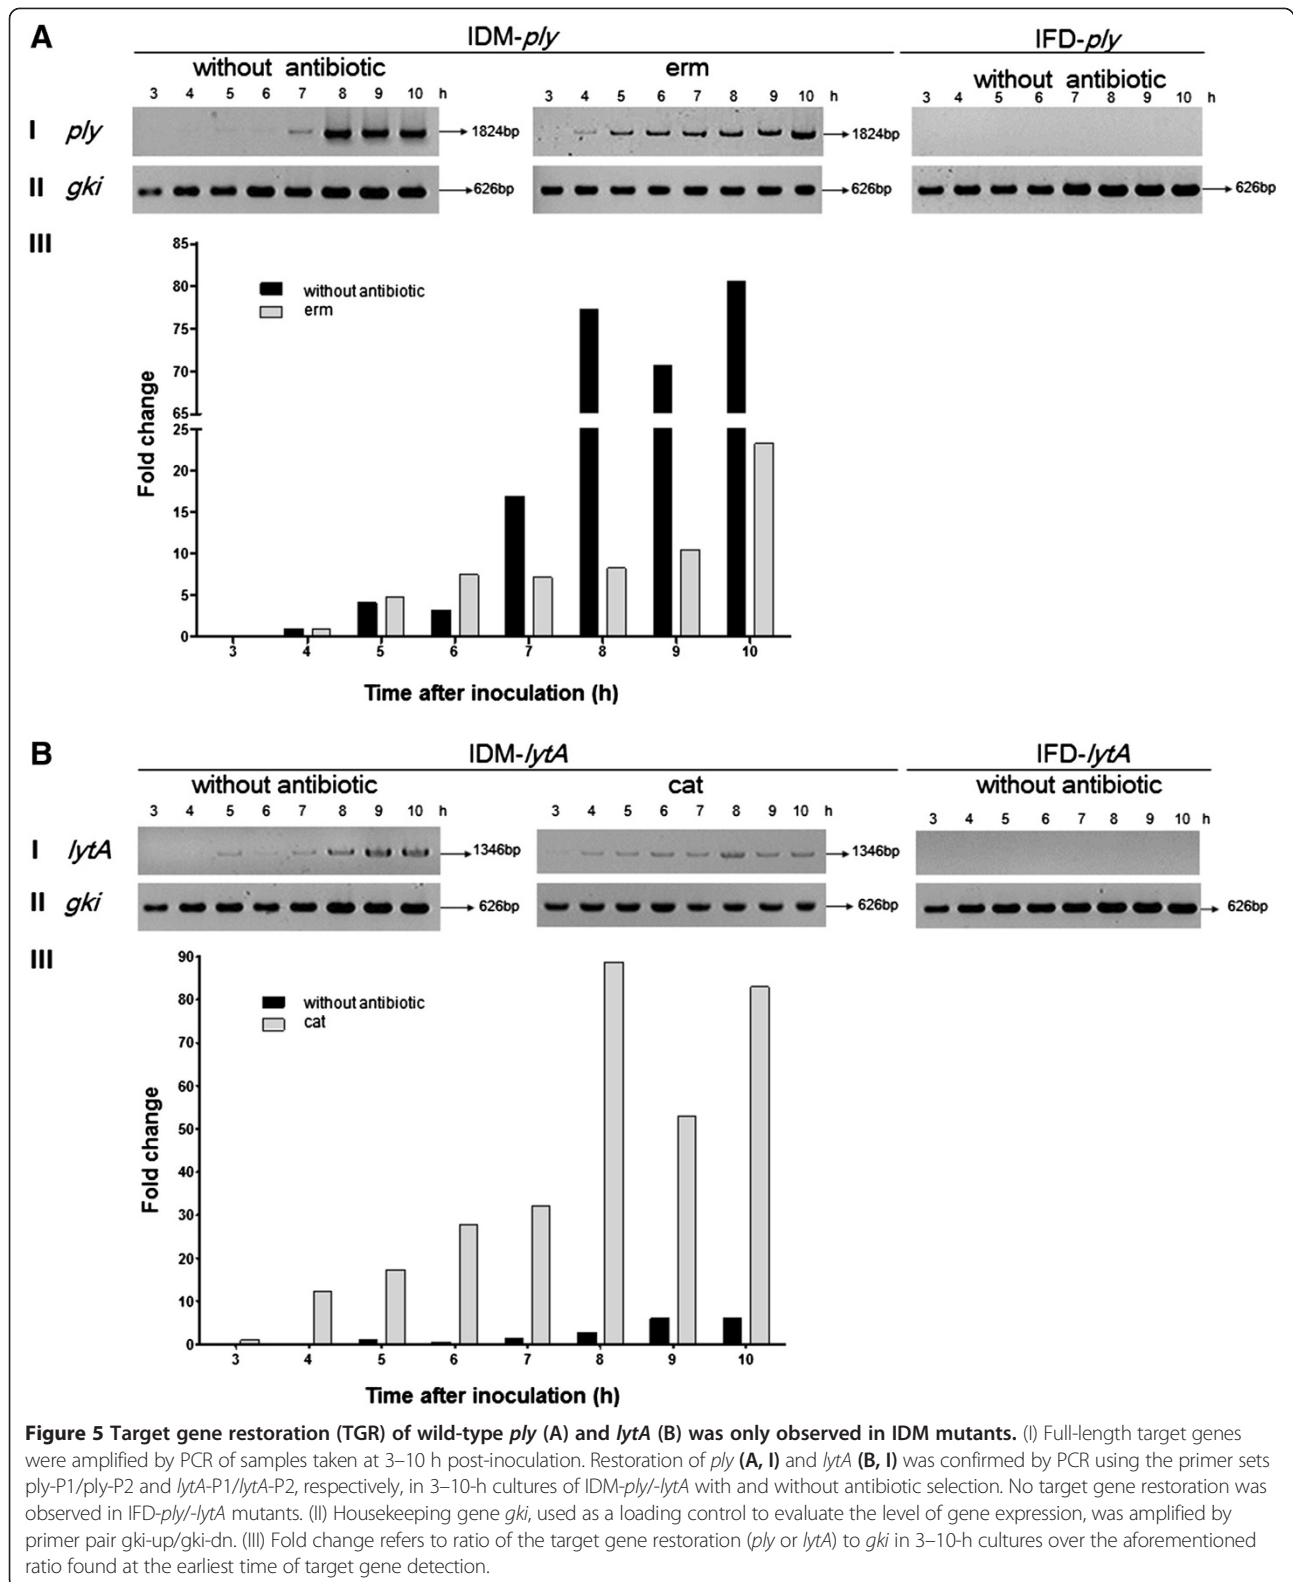 A
IDM-ply
IFD-ply
without antibiotic
erm
without antibiotic
3 4 5 6 7 8 9 10 h
3 4 5 6 7 8 9 10
3 4 5 6 7 8 9 10 h
I ply
1824bp
1824bp
II gki
626bp
626bp
626bp
III
85
80
75
70
65
25
20
15
10
5
0
Fold change
without antibiotic
erm
3 4 5 6 7 8 9 10
Time after inoculation (h)
B
IDM-lytA
IFD-lytA
without antibiotic
cat
without antibiotic
3 4 5 6 7 8 9 10 h
3 4 5 6 7 8 9 10
3 4 5 6 7 8 9 10 h
I lytA
1346bp
1346bp
II gki
626bp
626bp
626bp
III
90
80
70
60
50
40
30
20
10
0
Fold change
without antibiotic
cat
3 4 5 6 7 8 9 10
Time after inoculation (h)
Figure 5 Target gene restoration (TGR) of wild-type ply (A) and lytA (B) was only observed in IDM mutants. (I) Full-length target genes
were amplified by PCR of samples taken at 3–10 h post-inoculation. Restoration of ply (A, I) and lytA (B, I) was confirmed by PCR using the primer sets
ply-P1/ply-P2 and lytA-P1/lytA-P2, respectively, in 3–10-h cultures of IDM-ply/-lytA with and without antibiotic selection. No target gene restoration was
observed in IFD-ply/-lytA mutants. (II) Housekeeping gene gki, used as a loading control to evaluate the level of gene expression, was amplified by
primer pair gki-up/gki-dn. (III) Fold change refers to ratio of the target gene restoration (ply or lytA) to gki in 3–10-h cultures over the aforementioned
ratio found at the earliest time of target gene detection.